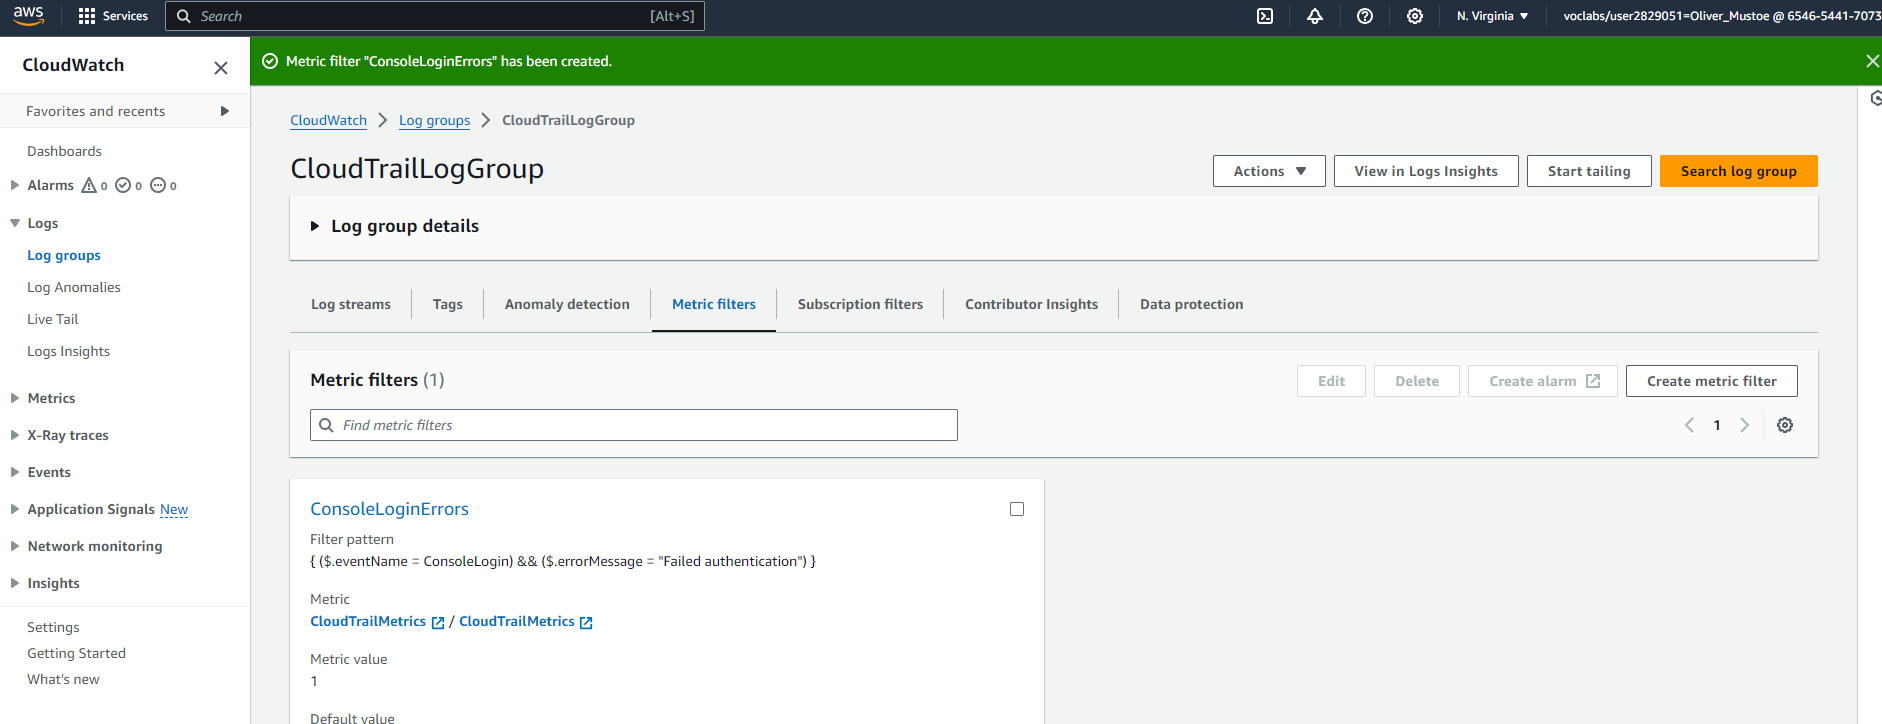 aws Services Search [Alt+S] N. Virginia voclabs/user2829051=Oliver_Mustoe @ 6546-5441-7073
CloudWatch
Favorites and recents
Dashboards
Alarms 0 0 0
Logs
Log groups
Log Anomalies
Live Tail
Logs Insights
Metrics
X-Ray traces
Events
Application Signals New
Network monitoring
Insights
Settings
Getting Started
What's new
Metric filter "ConsoleLoginErrors" has been created.
CloudWatch Log groups CloudTrailLogGroup
CloudTrailLogGroup
Actions View in Logs Insights Start tailing Search log group
Log group details
Log streams Tags Anomaly detection Metric filters Subscription filters Contributor Insights Data protection
Metric filters (1)
Edit Delete Create alarm Create metric filter
Find metric filters
1
ConsoleLoginErrors
Filter pattern
{ ($.eventName = ConsoleLogin) && ($.errorMessage = "Failed authentication") }
Metric
CloudTrailMetrics / CloudTrailMetrics
Metric value
1
Default value